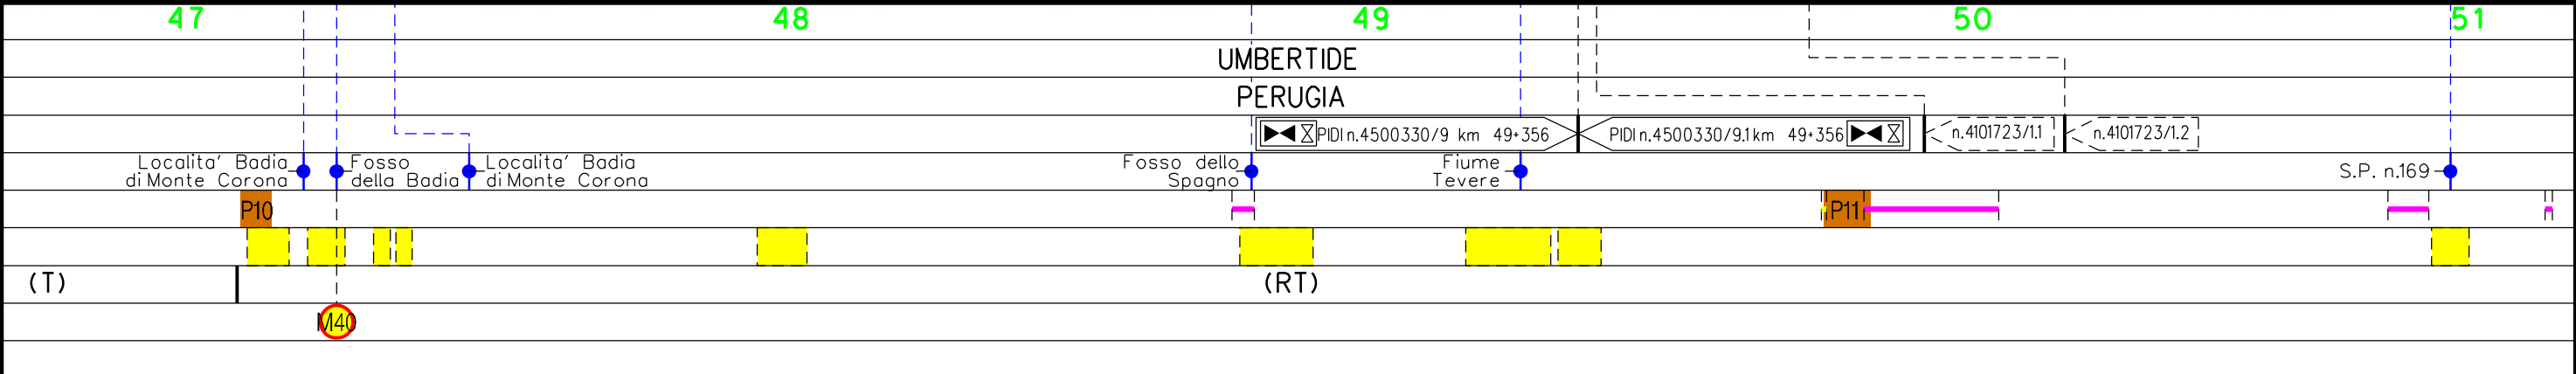 47 48 49 50 51
UMBERTIDE
PERUGIA
PIDI n.4500330/9 km 49+356
PIDI n.4500330/9.1 km 49+356
n.4101723/1.1
n.4101723/1.2
Localita' Badia
di Monte Corona
Fosso
della Badia
Localita' Badia
di Monte Corona
Fosso dello
Spagno
Fiume
Tevere
S.P. n.169
P10
P11
(T)
(RT)
M40